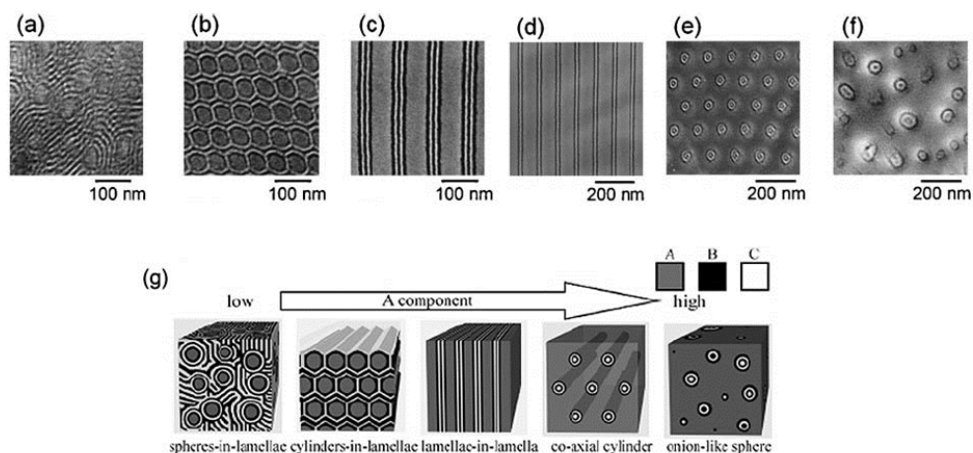 (a) (b) (c) (d) (e) (f)
100 nm 100 nm 100 nm 200 nm 200 nm 200 nm
(g)
A B C
low A component high
spheres-in-lamellae cylinders-in-lamellae lamellae-in-lamella co-axial cylinder onion-like sphere